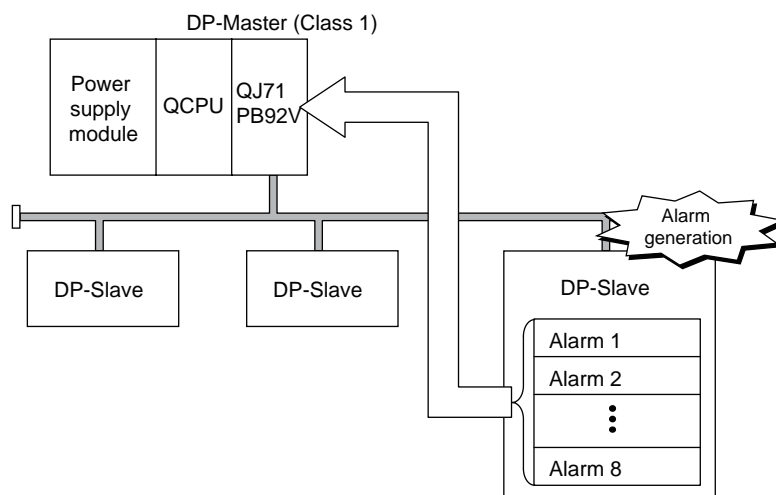 DP-Master (Class 1)
Power
supply
module
QCPU
QJ71
PB92V
Alarm
generation
DP-Slave
DP-Slave
DP-Slave
Alarm 1
Alarm 2
Alarm 8